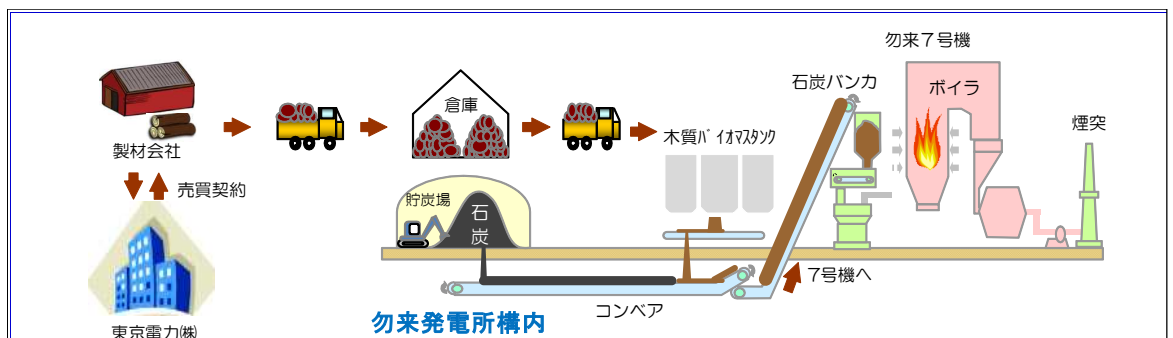 勿来7号機
石炭バンカ
ボイラ
倉庫
煙突
製材会社
木質ﾊﾞｲｵﾏｽﾀﾝｸ
売買契約
貯炭場
石
炭
7号機へ
コンベア
勿来発電所構内
東京電力㈱